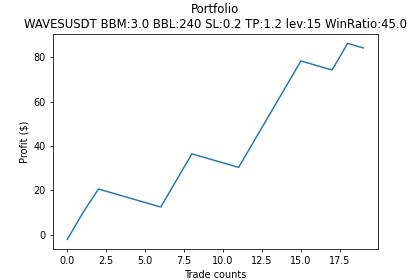 Portfolio
WAVESUSDT BBM:3.0 BBL:240 SL:0.2 TP:1.2 lev:15 WinRatio:45.0
80
60
40
20
0
Profit ($)
0.0 2.5 5.0 7.5 10.0 12.5 15.0 17.5
Trade counts